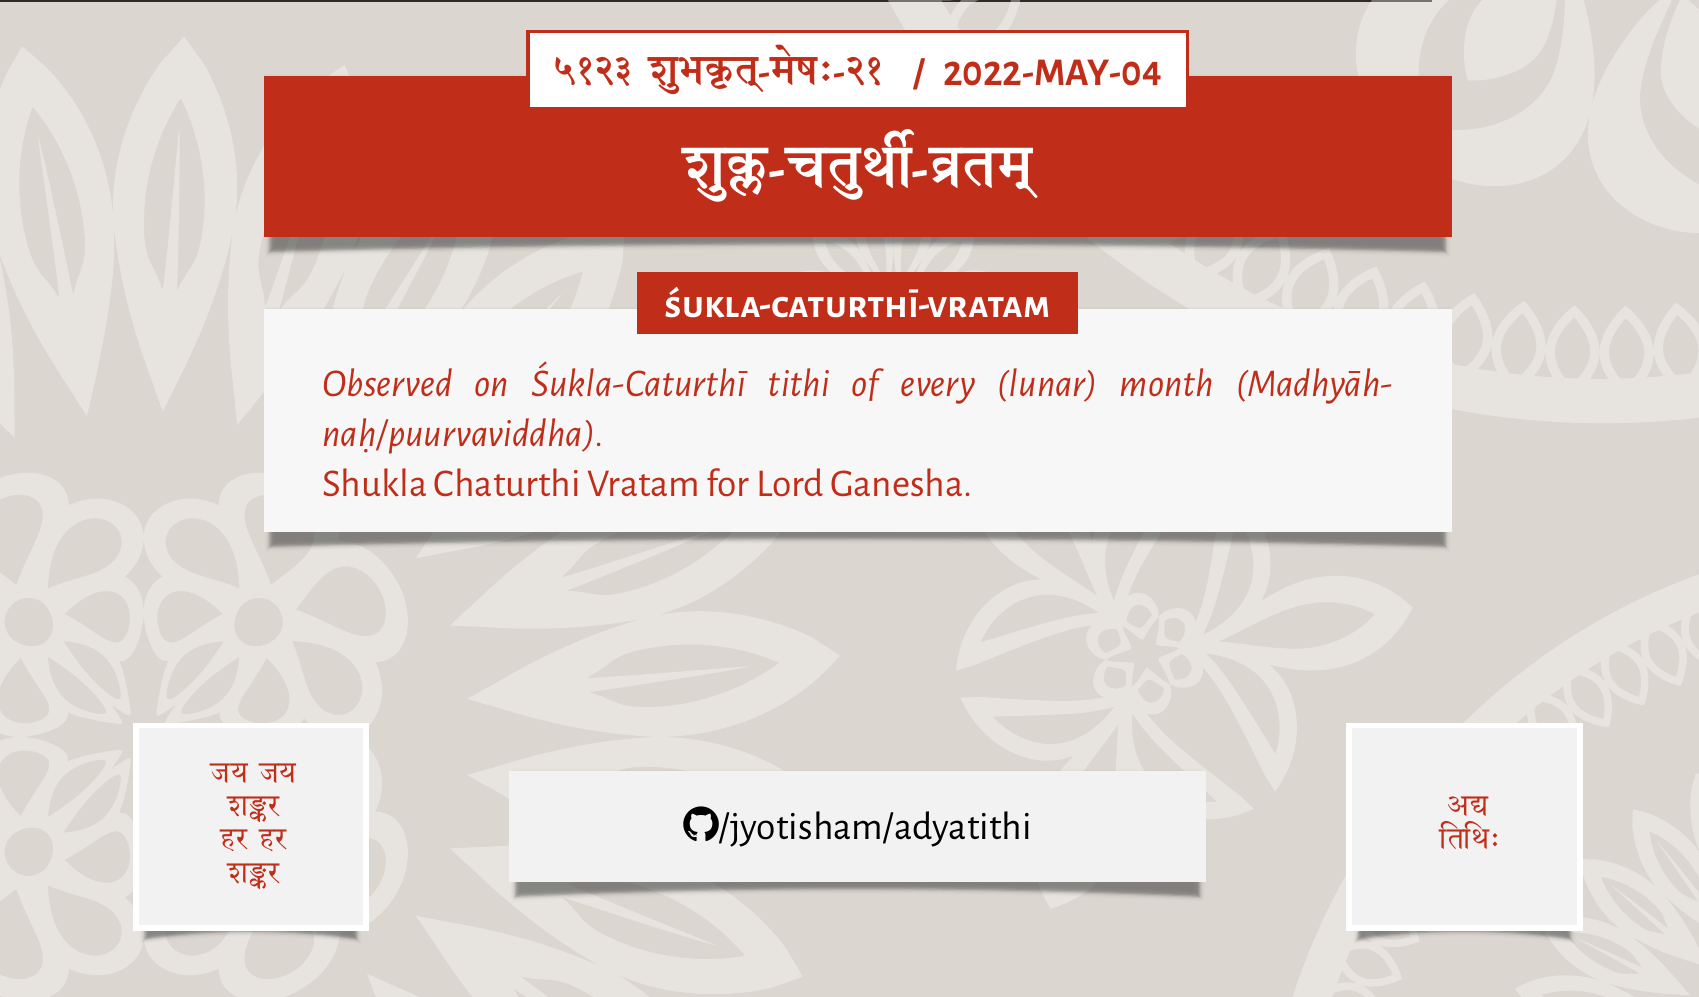 ५१२३ शुभकृत्-मेषः-२१ / 2022-MAY-04
शुक्ल-चतुर्थी-व्रतम्
ŚUKLA-CATURTHĪ-VRATAM
Observed on Śukla-Caturthī tithi of every (lunar) month (Madhyāh-
naḥ/puurvaviddha).
Shukla Chaturthi Vratam for Lord Ganesha.
जय जय
शङ्कर
हर हर
शङ्कर
/jyotisham/adyatithi
अद्य
तिथिः